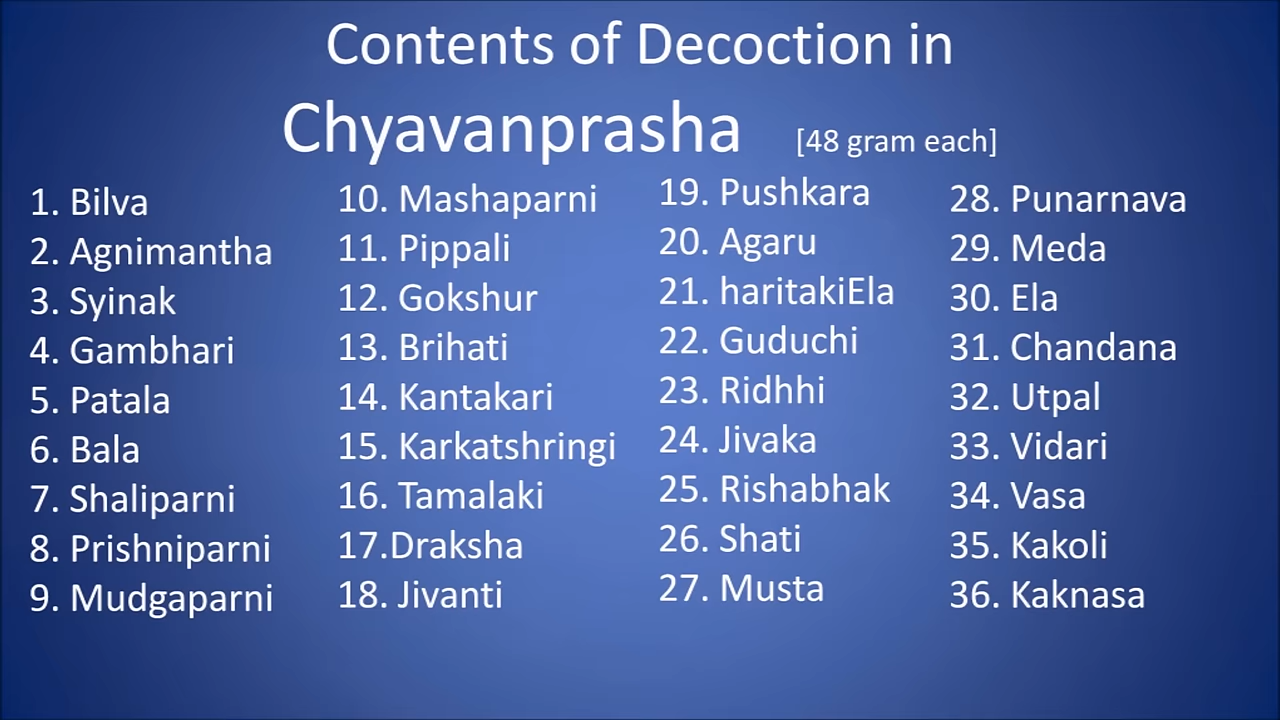 Contents of Decoction in
Chyavanprasha [48 gram each]
1. Bilva
2. Agnimantha
3. Syinak
4. Gambhari
5. Patala
6. Bala
7. Shaliparni
8. Prishniparni
9. Mudgaparni
10. Mashaparni
11. Pippali
12. Gokshur
13. Brihati
14. Kantakari
15. Karkatshringi
16. Tamalaki
17.Draksha
18. Jivanti
19. Pushkara
20. Agaru
21. haritakiEla
22. Guduchi
23. Ridhhi
24. Jivaka
25. Rishabhak
26. Shati
27. Musta
28. Punarnava
29. Meda
30. Ela
31. Chandana
32. Utpal
33. Vidari
34. Vasa
35. Kakoli
36. Kaknasa